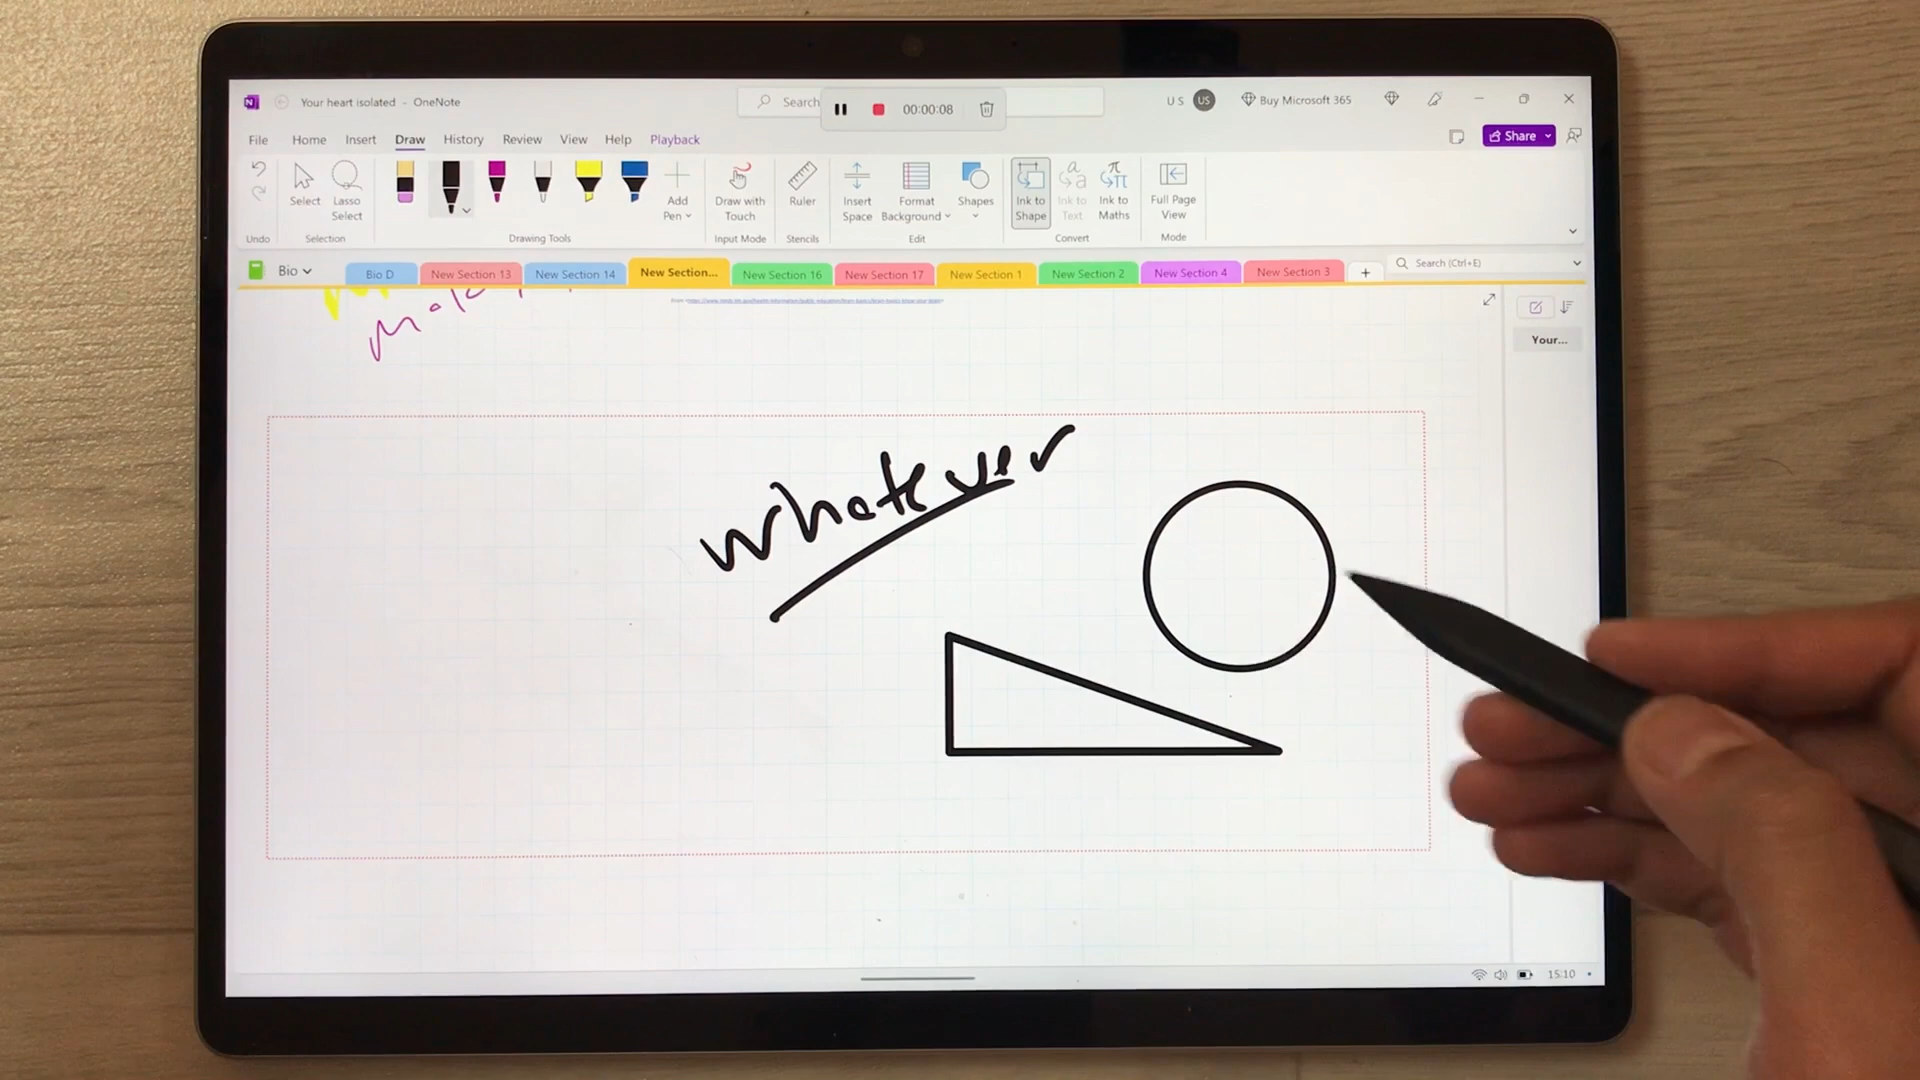 Your heart isolated - OneNote
Search
00:00:08
U S
US
Buy Microsoft 365
File Home Insert Draw History Review View Help Playback
Share
Select
Lasso Select
Add Pen
Draw with Touch
Ruler
Insert Space
Format Background
Shapes
Ink to Shape
Ink to Text
Ink to Maths
Full Page View
Undo Selection Drawing Tools Input Mode Stencils Edit Convert Mode
Bio Bio D New Section 13 New Section 14 New Section... New Section 16 New Section 17 New Section 1 New Section 2 New Section 4 New Section 3 + Search (Ctrl+E)
Your...
Whatever
15:10